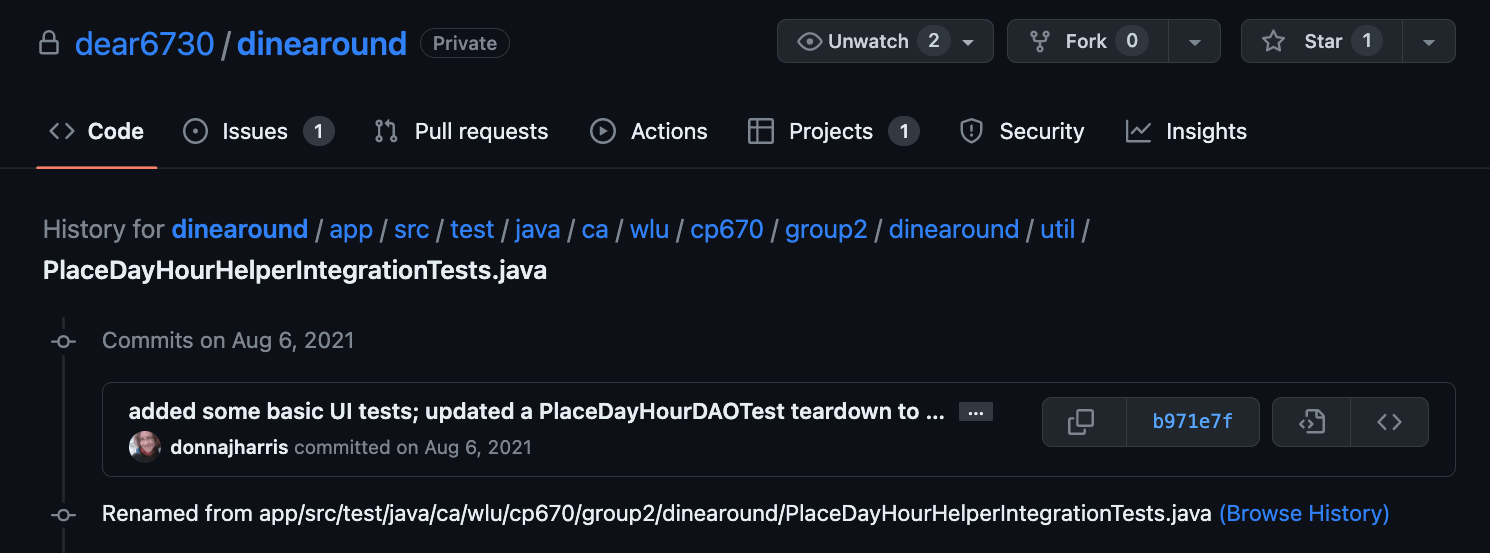 dear6730 / dinearound Private Unwatch 2 Fork 0 Star 1
Code Issues 1 Pull requests Actions Projects 1 Security Insights
History for dinearound / app / src / test / java / ca / wlu / cp670 / group2 / dinearound / util /
PlaceDayHourHelperIntegrationTests.java
Commits on Aug 6, 2021
added some basic UI tests; updated a PlaceDayHourDAOTest teardown to ... ...
b971e7f
donnajharris committed on Aug 6, 2021
Renamed from app/src/test/java/ca/wlu/cp670/group2/dinearound/PlaceDayHourHelperIntegrationTests.java (Browse History)